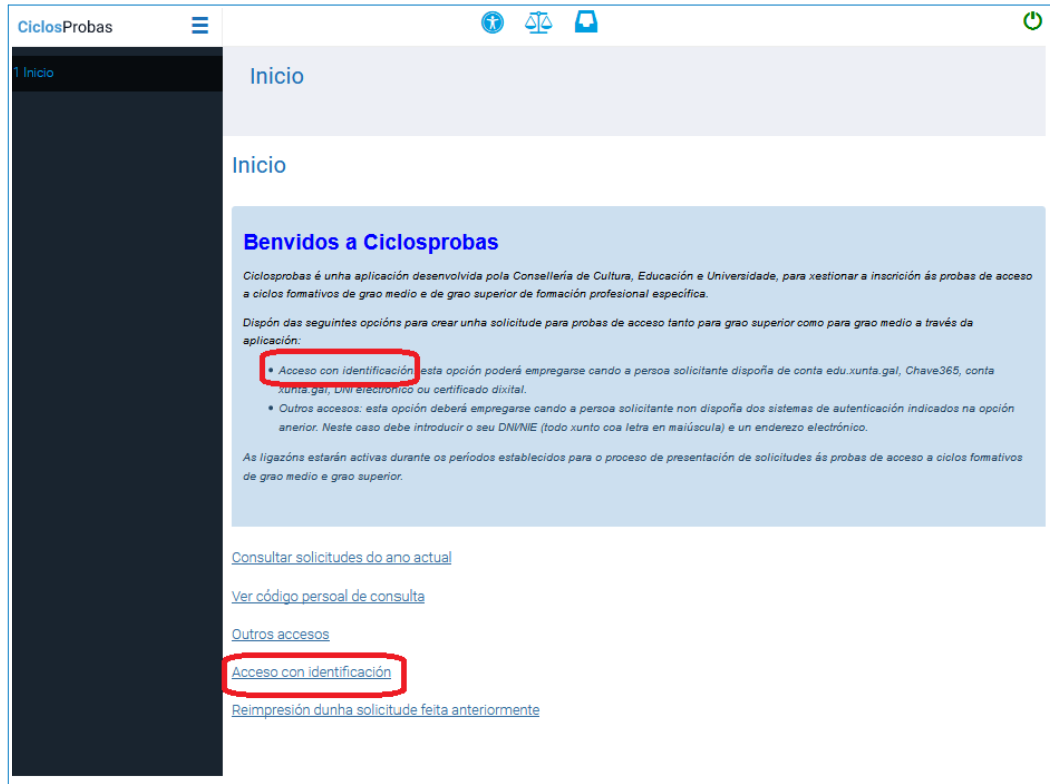 CiclosProbas
1 Inicio
Inicio
Inicio
Benvidos a Ciclosprobas
Ciclosprobas é unha aplicación desenvolvida pola Consellería de Cultura, Educación e Universidade, para xestionar a inscrición ás probas de acceso
a ciclos formativos de grao medio e de grao superior de formación profesional específica.
Dispón das seguintes opcións para crear unha solicitude para probas de acceso tanto para grao superior como para grao medio a través da
aplicación:
• Acceso con identificación: esta opción poderá empregarse cando a persoa solicitante dispoña de conta edu.xunta.gal, Chave365, conta
xunta.gal, DNI electrónico ou certificado dixital.
• Outros accesos: esta opción deberá empregarse cando a persoa solicitante non dispoña dos sistemas de autenticación indicados na opción
anerior. Neste caso debe introducir o seu DNI/NIE (todo xunto coa letra en maiúscula) e un enderezo electrónico.
As ligazóns estarán activas durante os períodos establecidos para o proceso de presentación de solicitudes ás probas de acceso a ciclos formativos
de grao medio e grao superior.
Consultar solicitudes do ano actual
Ver código persoal de consulta
Outros accesos
Acceso con identificación
Reimpresión dunha solicitude feita anteriormente